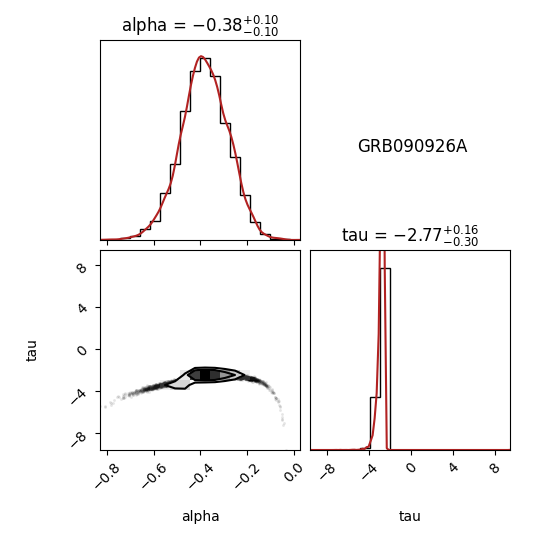 alpha = −0.38 +0.10 −0.10
GRB090926A
tau = −2.77 +0.16 −0.30
8
4
0
−4
−8
tau
−0.8 −0.6 −0.4 −0.2 0.0
−8 −4 0 4 8
alpha tau